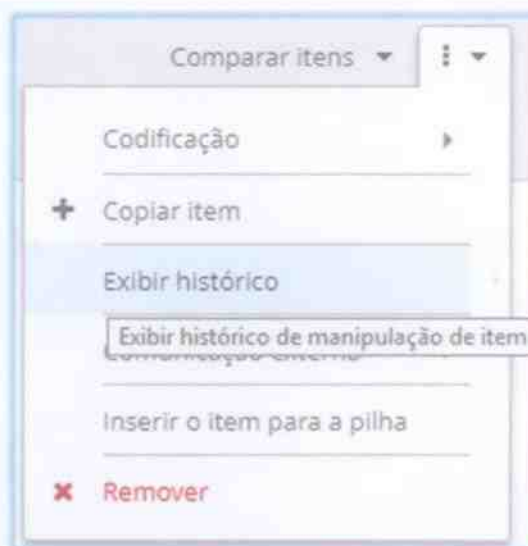 Comparar itens
Codificação
Copiar item
Exibir histórico
Exibir histórico de manipulação de item
Inserir o item para a pilha
Remover